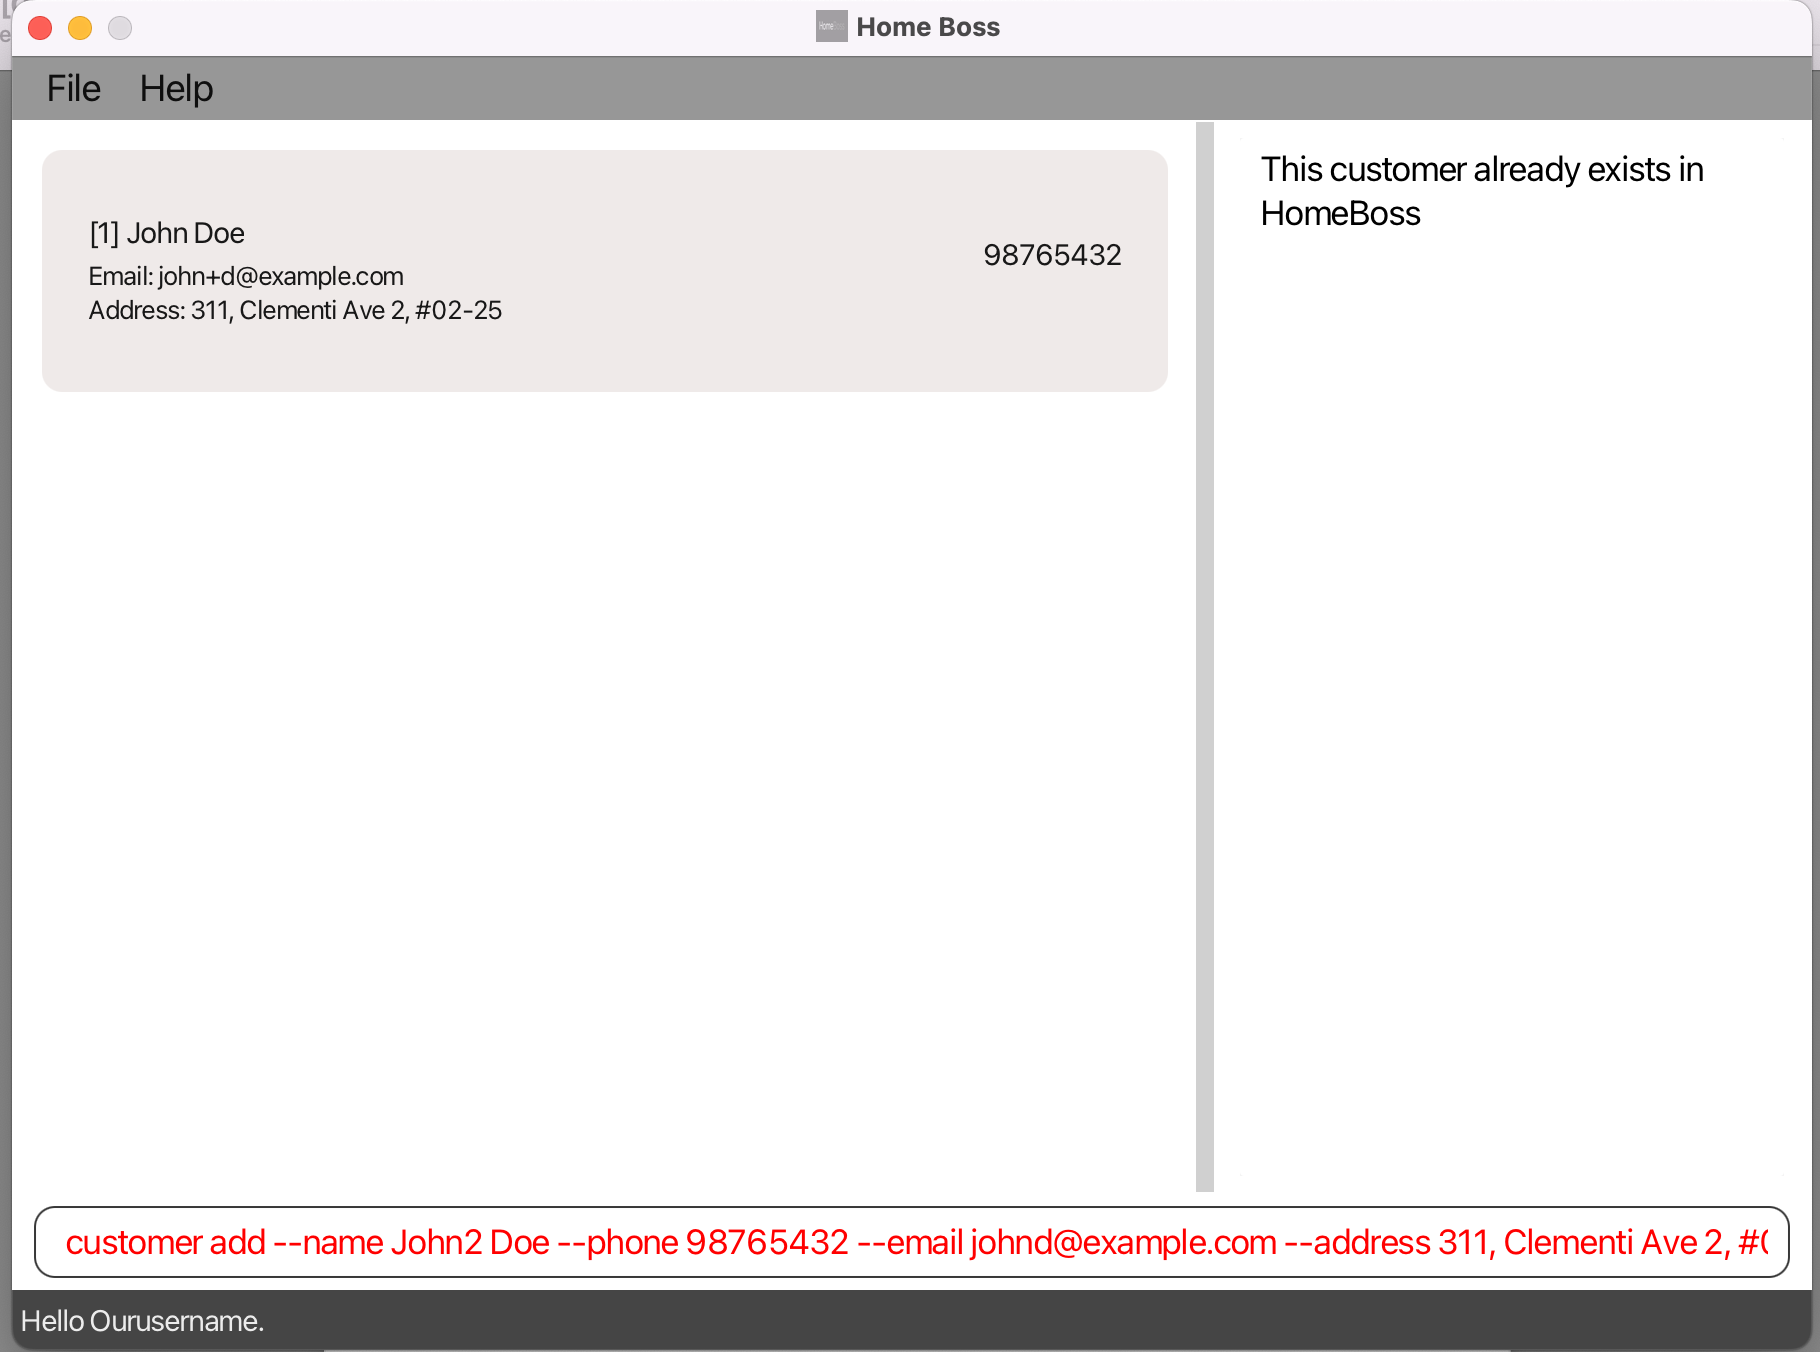 Home Boss
File Help
[1] John Doe
98765432
Email: john+d@example.com
Address: 311, Clementi Ave 2, #02-25
This customer already exists in
HomeBoss
customer add --name John2 Doe --phone 98765432 --email johnd@example.com --address 311, Clementi Ave 2,
Hello Ourusername.